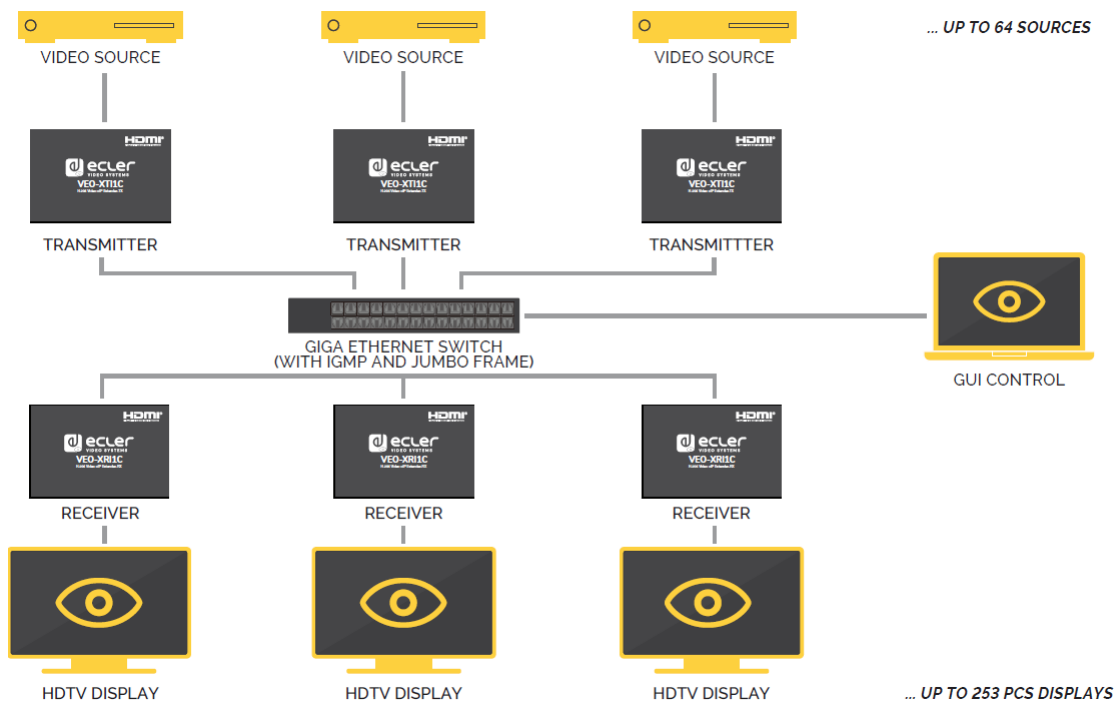 ... UP TO 64 SOURCES
VIDEO SOURCE
VIDEO SOURCE
VIDEO SOURCE
HDMI
ecler
VIDEO SYSTEMS
VEO-XTI1C
HDMI
ecler
VIDEO SYSTEMS
VEO-XTI1C
HDMI
ecler
VIDEO SYSTEMS
VEO-XTI1C
TRANSMITTER
TRANSMITTER
TRANSMITTTER
GIGA ETHERNET SWITCH
(WITH IGMP AND JUMBO FRAME)
GUI CONTROL
HDMI
ecler
VIDEO SYSTEMS
VEO-XRI1C
HDMI
ecler
VIDEO SYSTEMS
VEO-XRI1C
HDMI
ecler
VIDEO SYSTEMS
VEO-XRI1C
RECEIVER
RECEIVER
RECEIVER
HDTV DISPLAY
HDTV DISPLAY
HDTV DISPLAY
... UP TO 253 PCS DISPLAYS